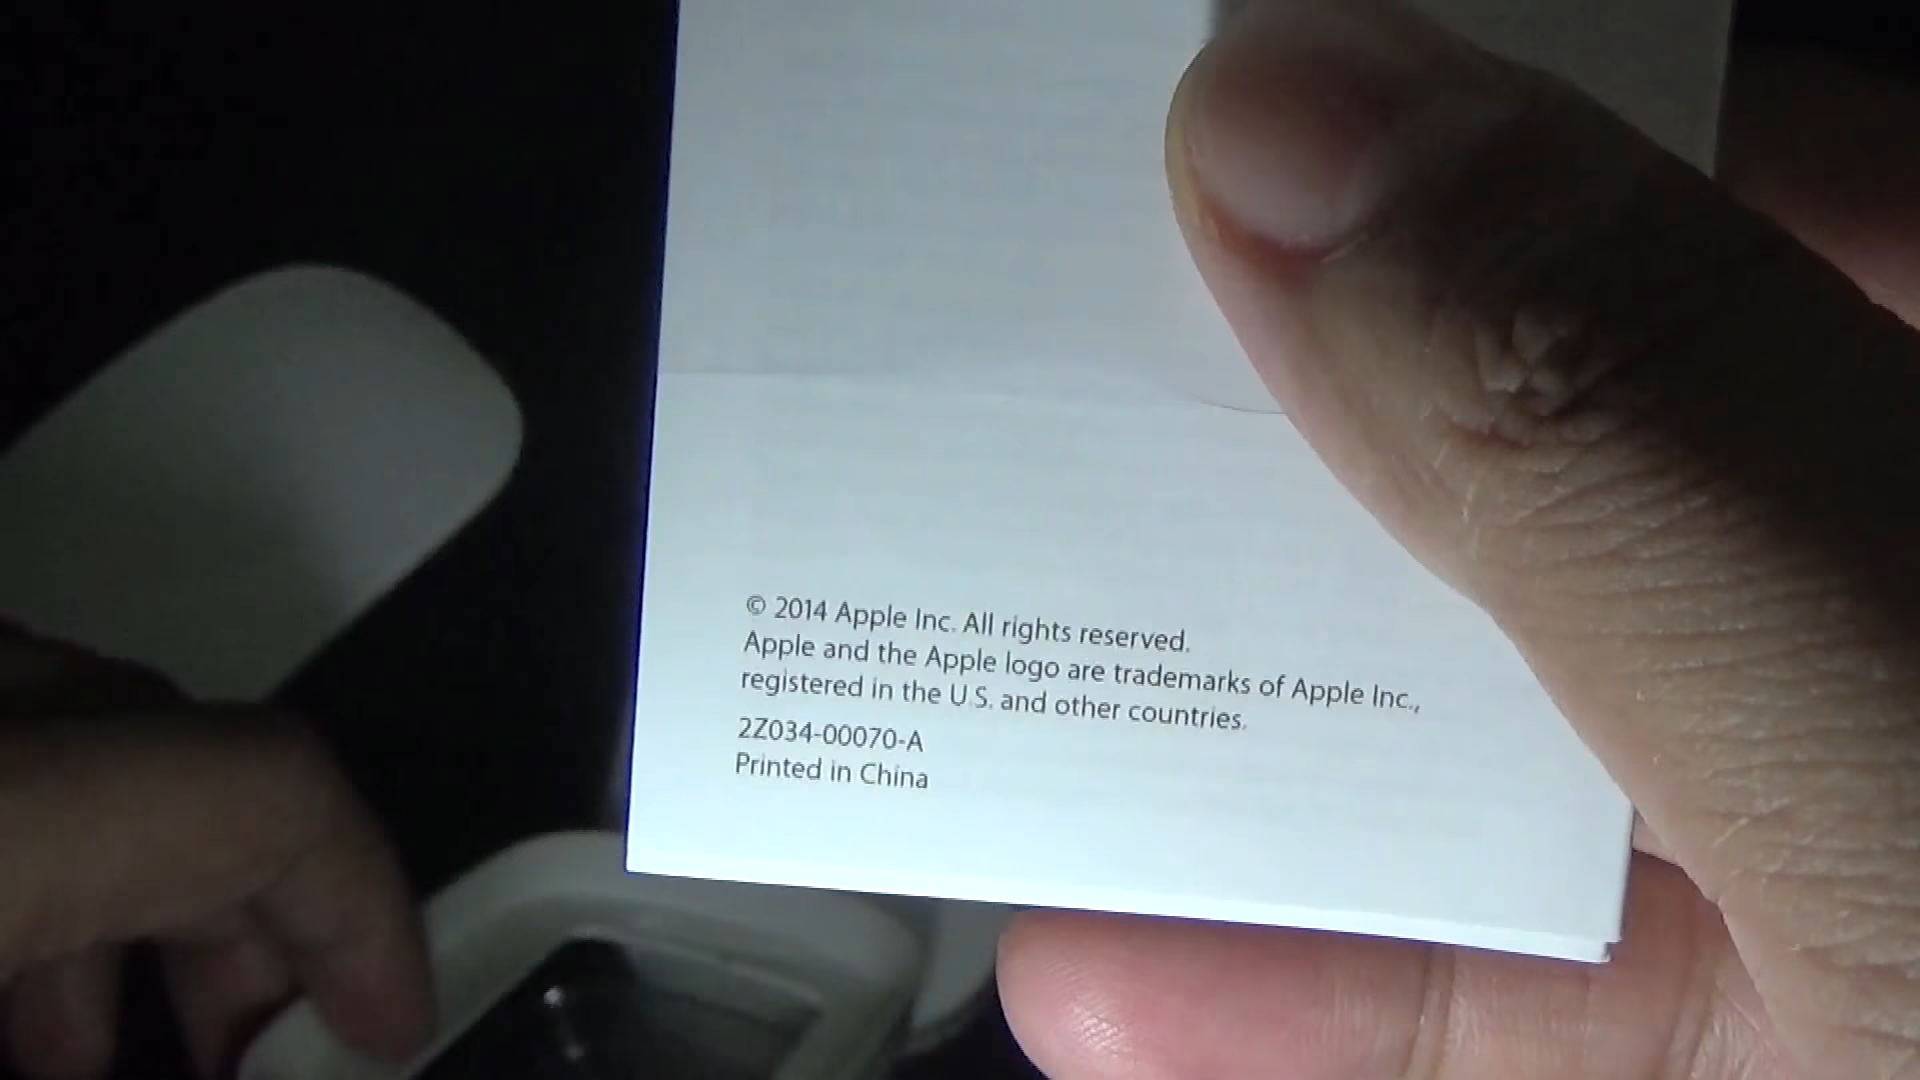 © 2014 Apple Inc. All rights reserved.
Apple and the Apple logo are trademarks of Apple Inc.,
registered in the U.S. and other countries.
2Z034-00070-A
Printed in China